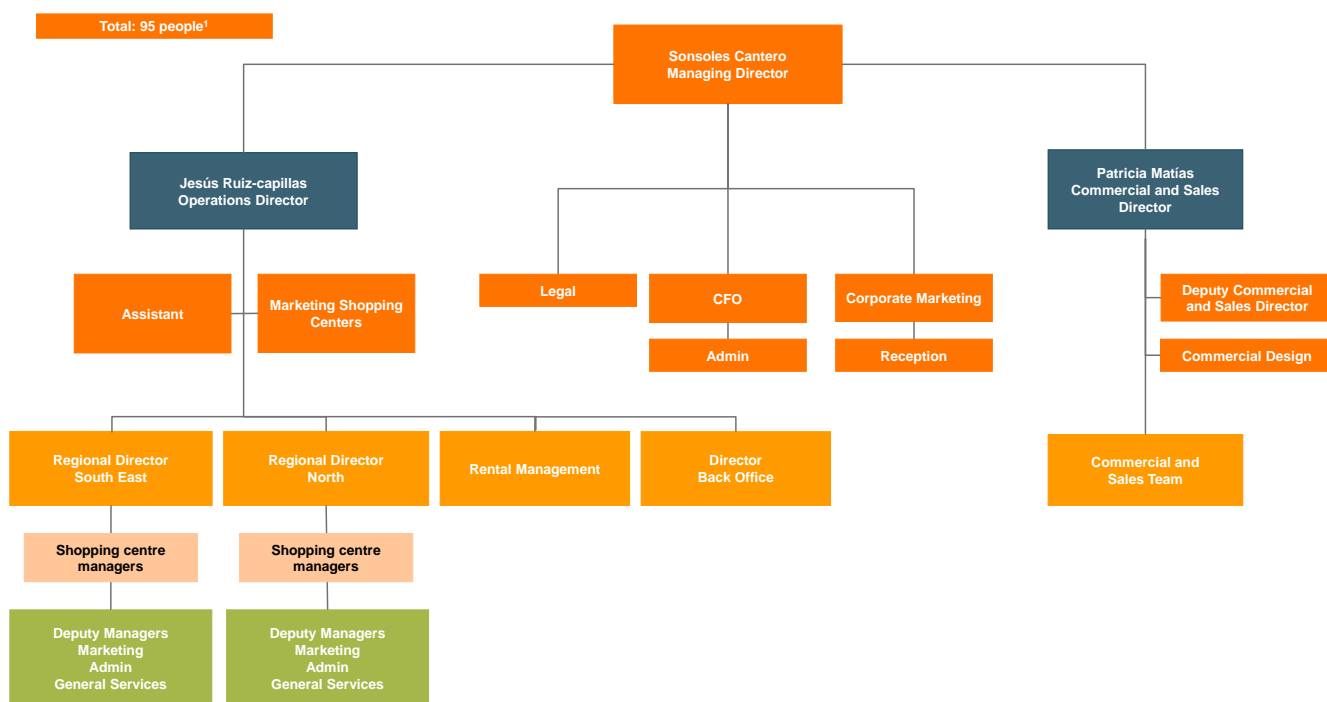 Total: 95 people¹
Sonsoles Cantero
Managing Director
Jesús Ruiz-capillas
Operations Director
Patricia Matías
Commercial and Sales
Director
Assistant
Marketing Shopping
Centers
Legal
CFO
Corporate Marketing
Deputy Commercial
and Sales Director
Admin
Reception
Commercial Design
Regional Director
South East
Regional Director
North
Rental Management
Director
Back Office
Commercial and
Sales Team
Shopping centre
managers
Shopping centre
managers
Deputy Managers
Marketing
Admin
General Services
Deputy Managers
Marketing
Admin
General Services